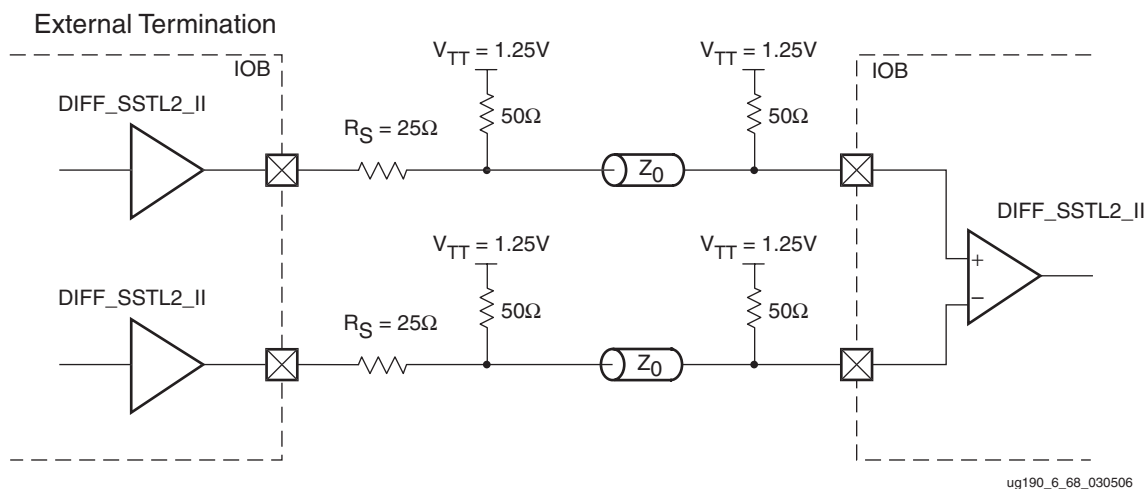 External Termination
IOB
IOB
V_TT = 1.25V
V_TT = 1.25V
DIFF_SSTL2_II
50Ω
50Ω
R_S = 25Ω
Z_0
DIFF_SSTL2_II
+
−
V_TT = 1.25V
V_TT = 1.25V
DIFF_SSTL2_II
50Ω
50Ω
R_S = 25Ω
Z_0
ug190_6_68_030506